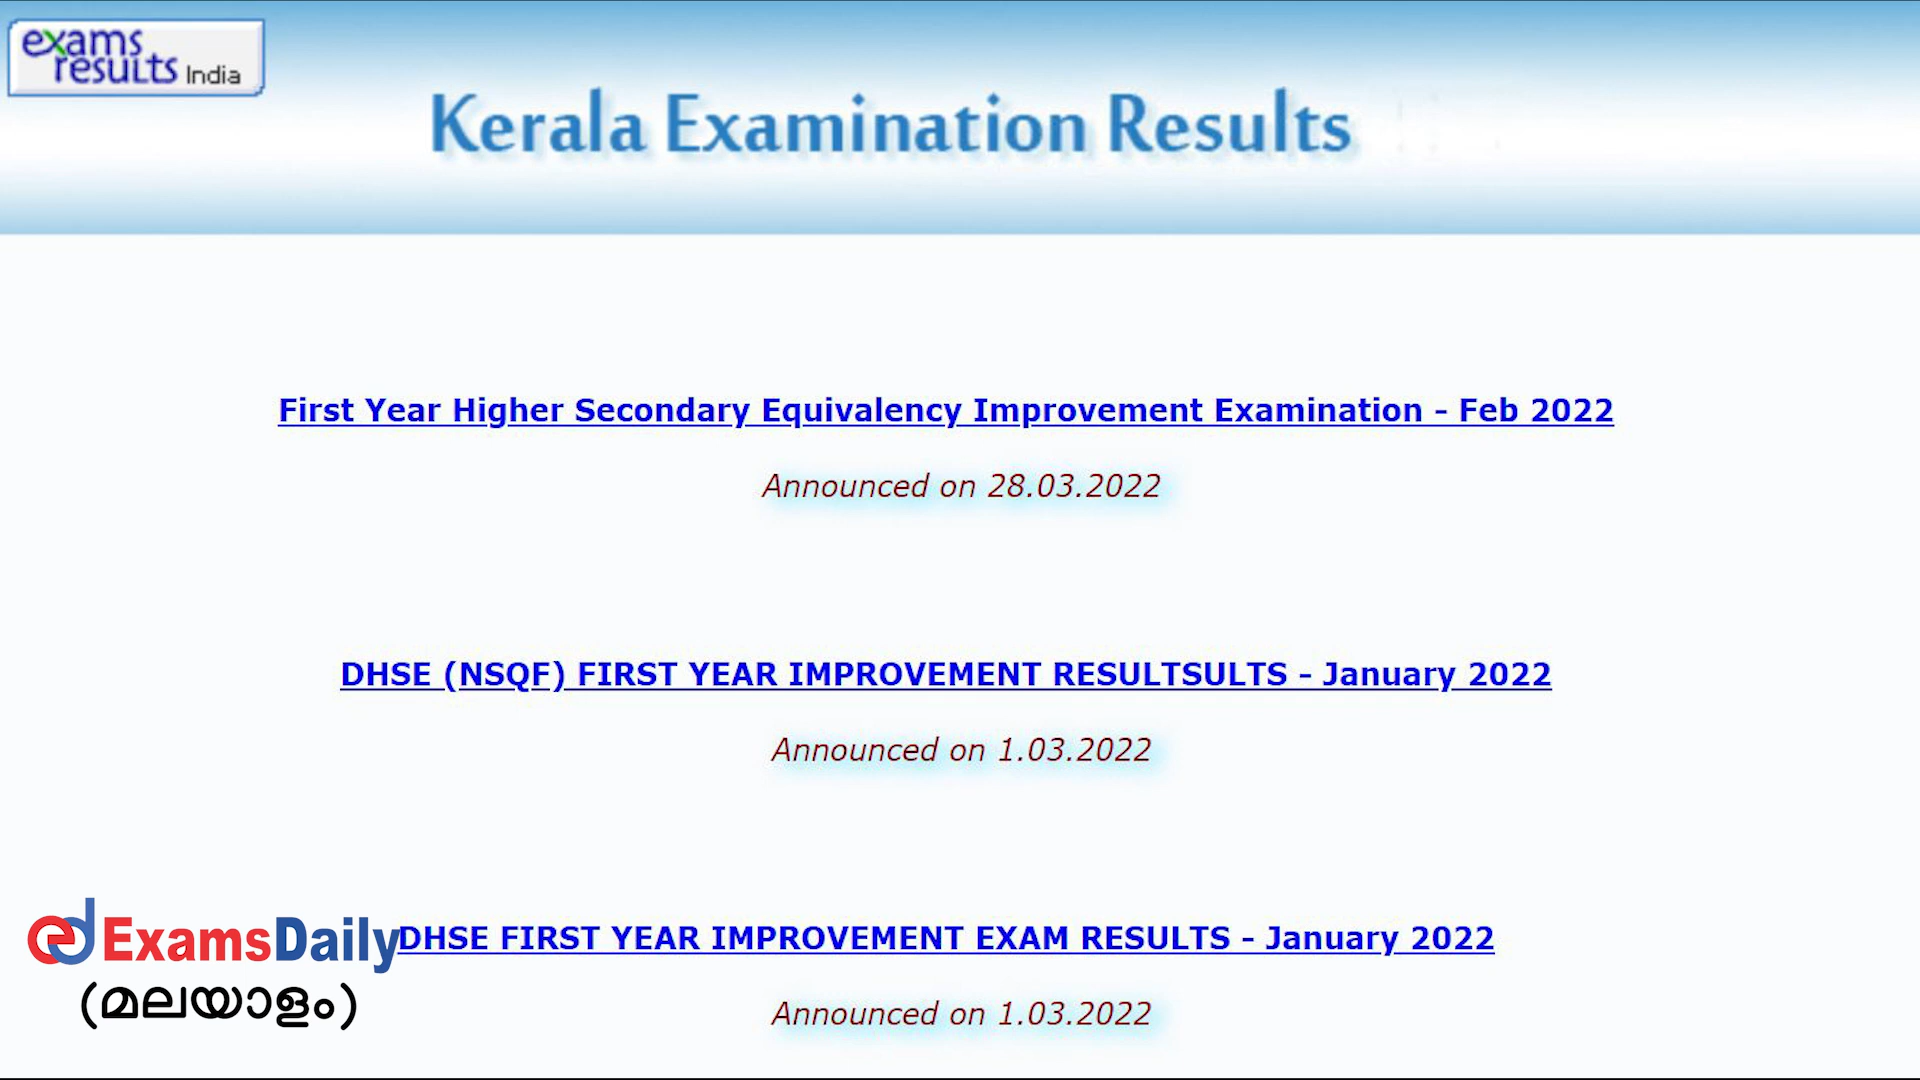 exams
results India
Kerala Examination Results
First Year Higher Secondary Equivalency Improvement Examination - Feb 2022
Announced on 28.03.2022
DHSE (NSQF) FIRST YEAR IMPROVEMENT RESULTSULTS - January 2022
Announced on 1.03.2022
ExamsDaily
DHSE FIRST YEAR IMPROVEMENT EXAM RESULTS - January 2022
(മലയാളം)
Announced on 1.03.2022